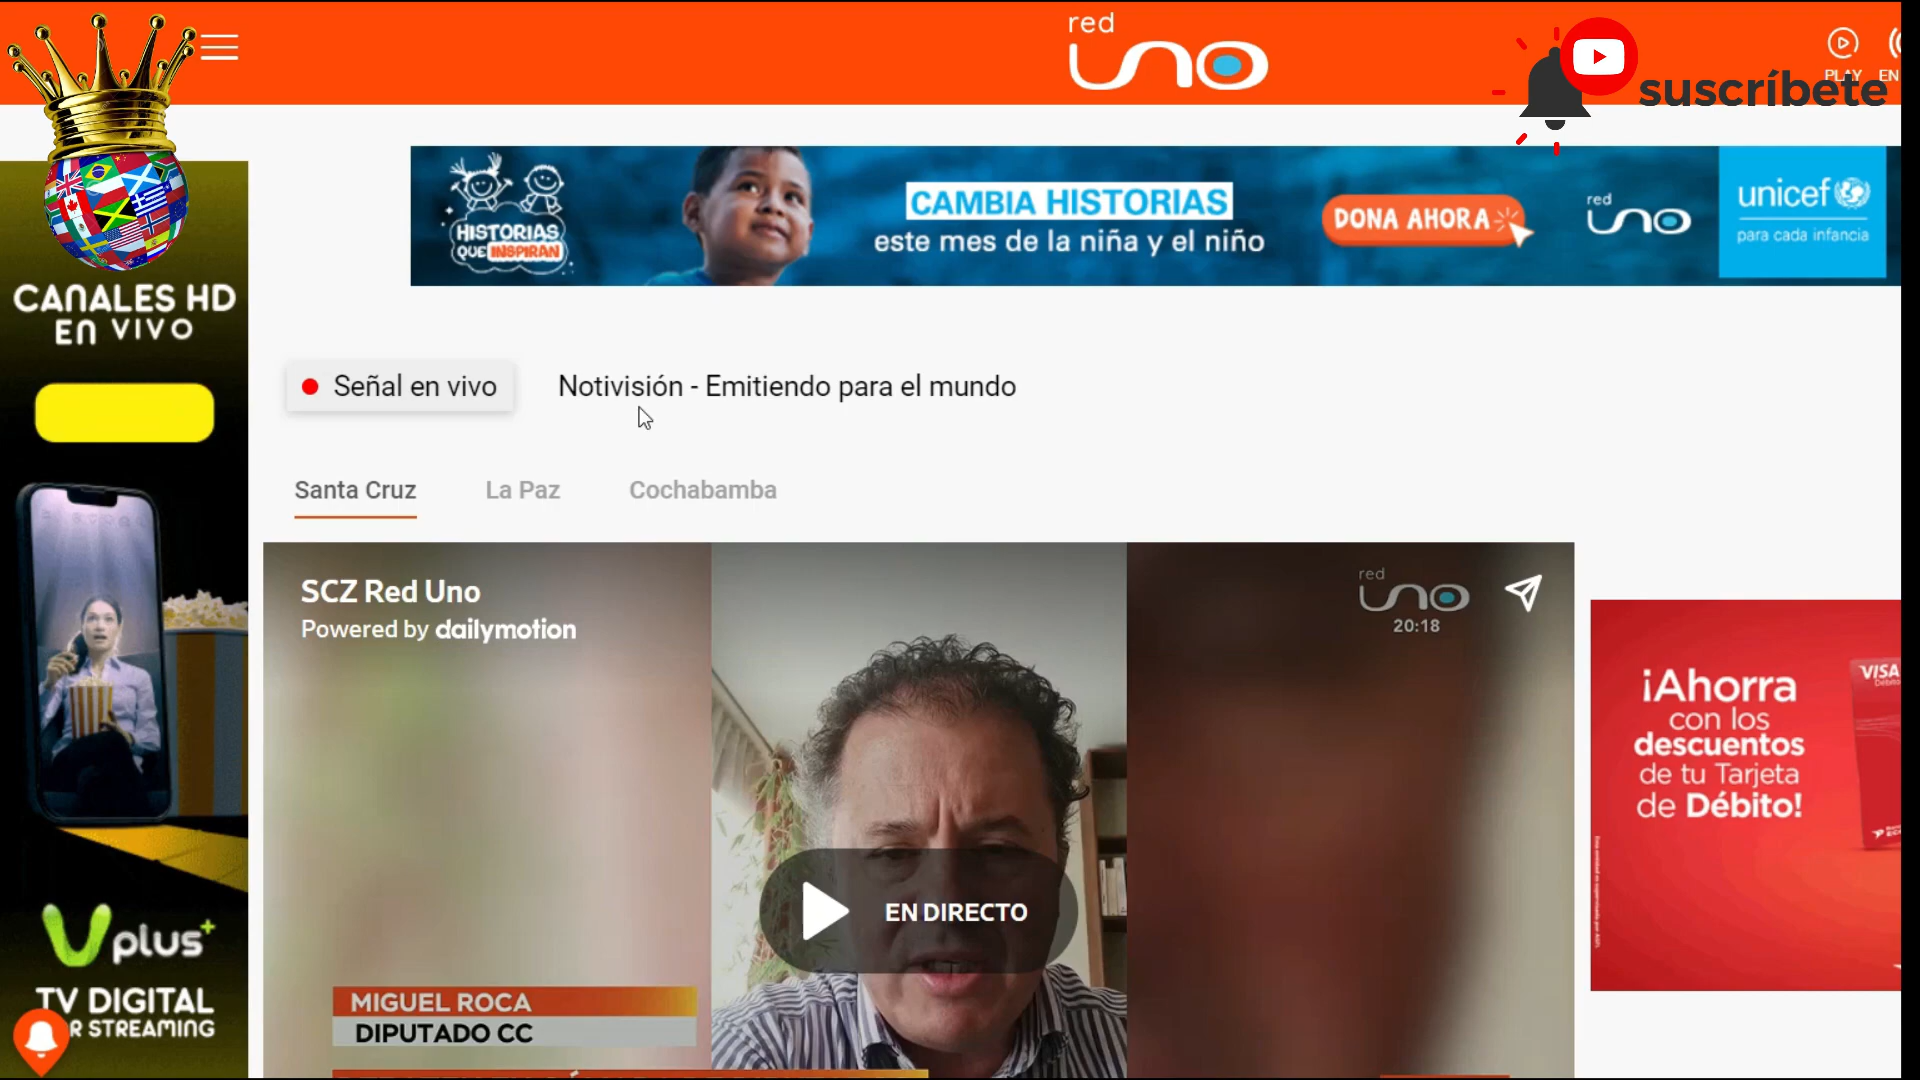 red
uno
PLAY EN
suscríbete
HISTORIAS
QUE INSPIRAN
CAMBIA HISTORIAS
este mes de la niña y el niño
DONA AHORA
red
uno
unicef
para cada infancia
CANALES HD
EN VIVO
Señal en vivo
Notivisión - Emitiendo para el mundo
Santa Cruz
La Paz
Cochabamba
SCZ Red Uno
Powered by dailymotion
red
uno
20:18
EN DIRECTO
MIGUEL ROCA
DIPUTADO CC
¡Ahorra
con los
descuentos
de tu Tarjeta
de Débito!
VISA
Débito
Vplus+
TV DIGITAL
R STREAMING